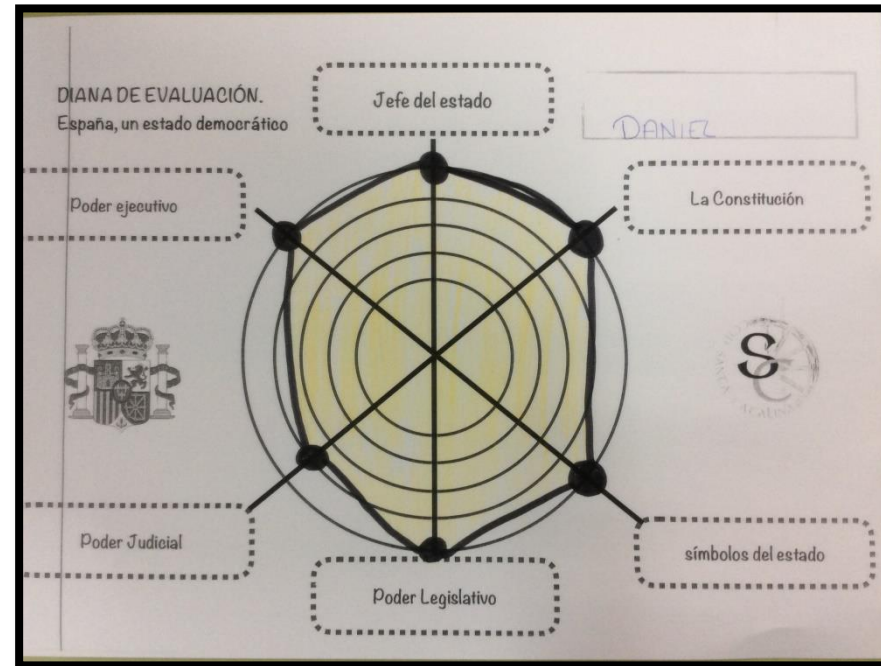 DIANA DE EVALUACIÓN.
España, un estado democrático
Jefe del estado
DANIEL
Poder ejecutivo
La Constitución
S
C
Poder Judicial
símbolos del estado
Poder Legislativo